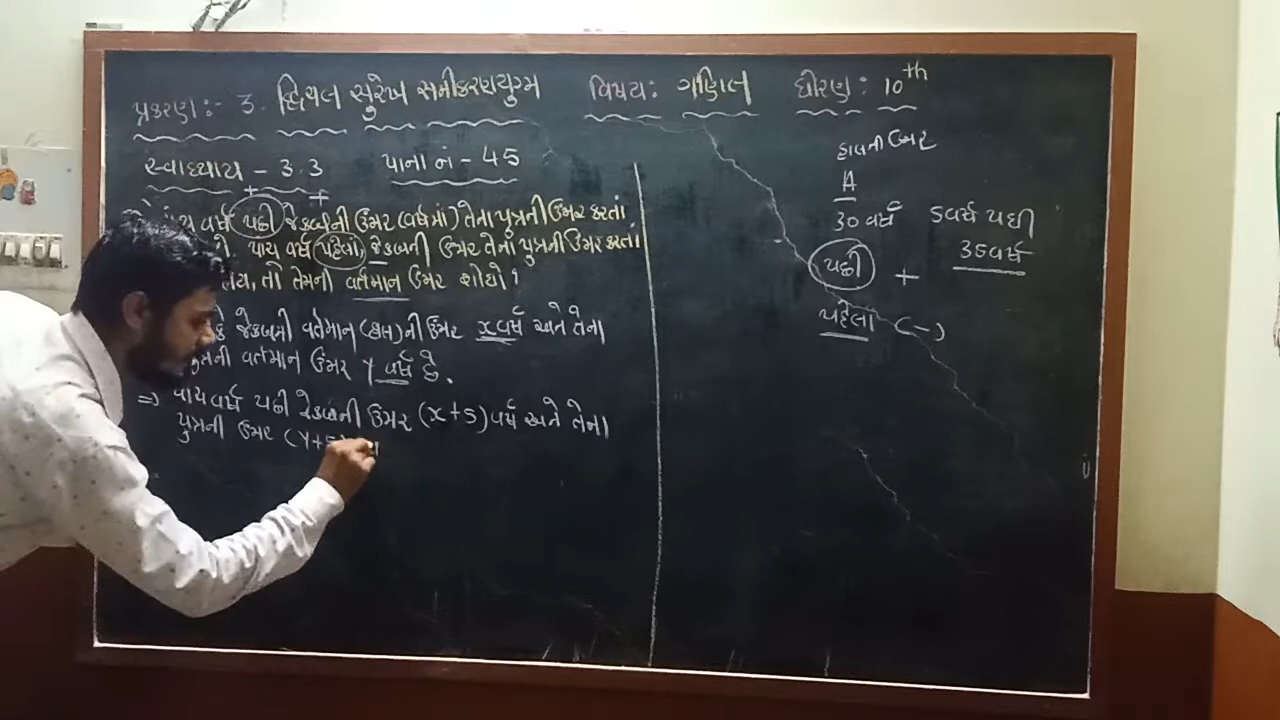 પ્રકરણ:- 3. દ્વિચલ સુરેખ સમીકરણયુગ્મ વિષય: ગણિત ધોરણ: 10th
સ્વાધ્યાય - 3.3 પાના નં - 45
વર્ષ પછી જેકબની ઉંમર (વર્ષમાં) તેના પુત્રની ઉંમર કરતાં
પાંચ વર્ષ પહેલાં, જેકબની ઉંમર તેના પુત્રની ઉંમર કરતાં
તો તેમની વર્તમાન ઉંમર શોધો ?
જેકબની વર્તમાન (હાલ)ની ઉંમર x વર્ષ અને તેના
વર્તમાન ઉંમર y વર્ષ છે.
=> પાંચ વર્ષ પછી જેકબની ઉંમર (x+5) વર્ષ અને તેના
પુત્રની ઉંમર (y+5)
હાલની ઉંમર
A
30 વર્ષ 5 વર્ષ પછી
35 વર્ષ
પછી +
પહેલા (-)